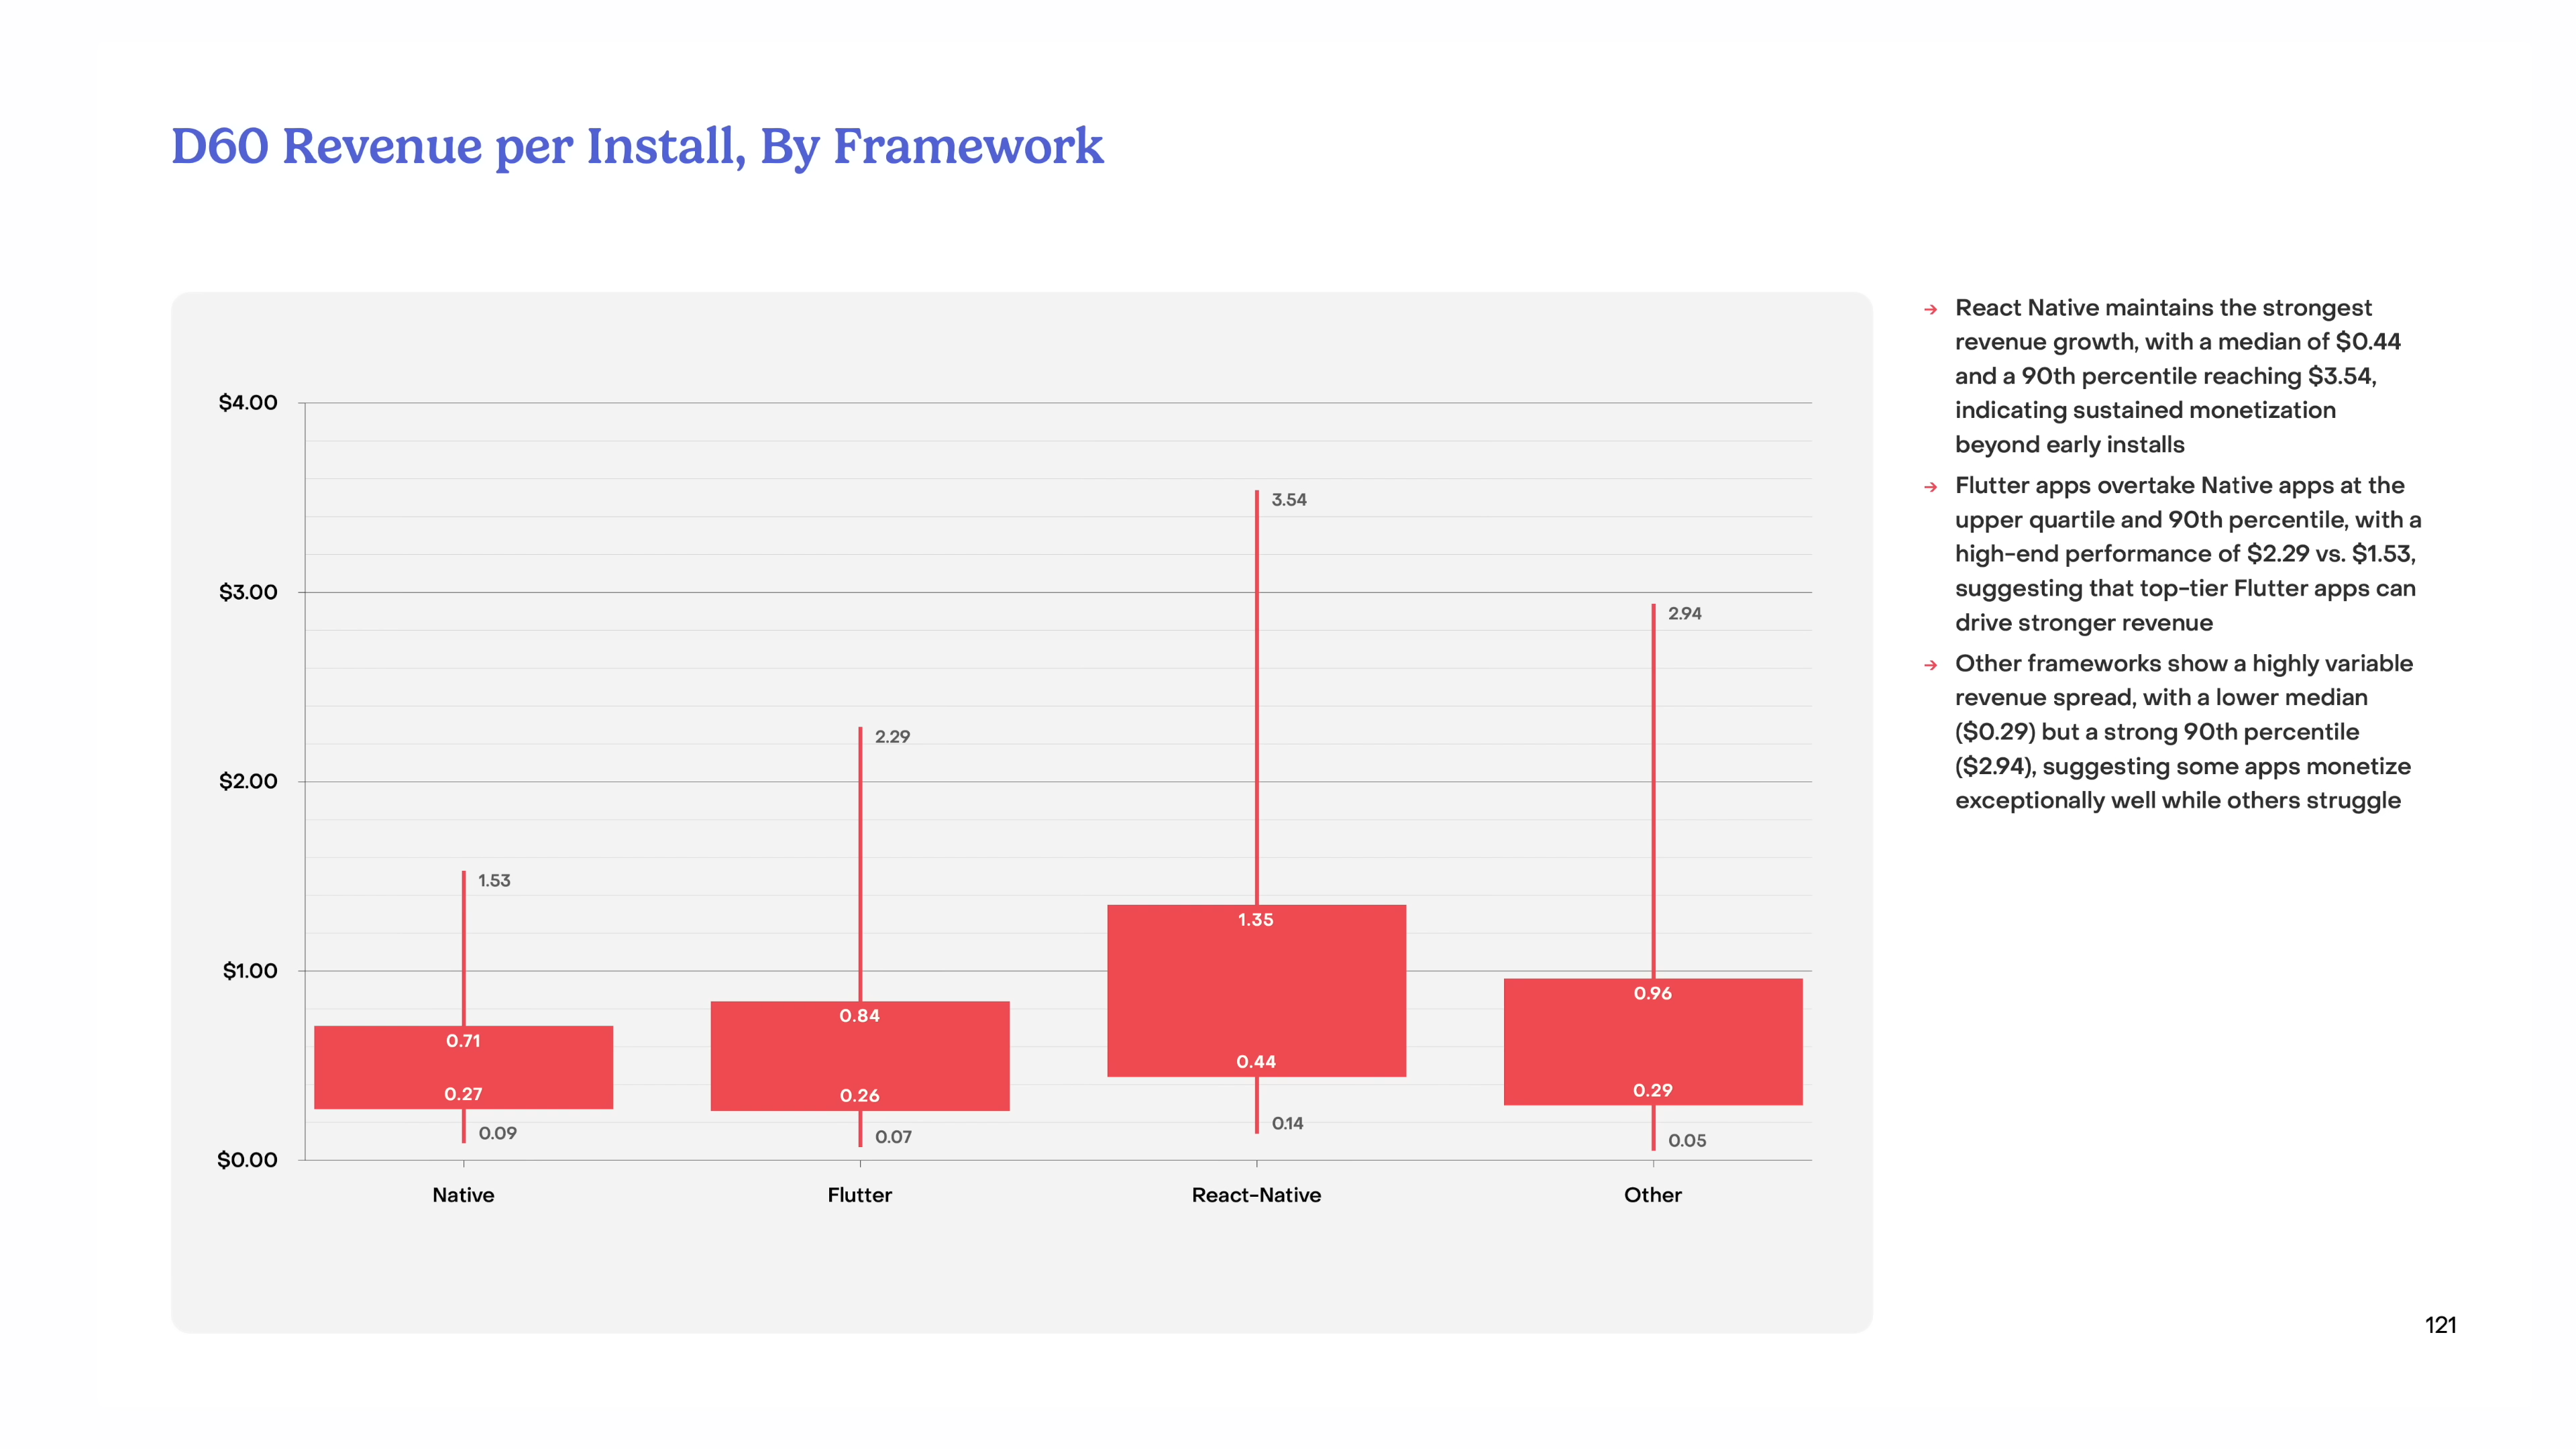 D60 Revenue per Install, By Framework
$4.00
$3.00
$2.00
$1.00
$0.00
1.53
0.71
0.27
0.09
2.29
0.84
0.26
0.07
3.54
1.35
0.44
0.14
2.94
0.96
0.29
0.05
Native
Flutter
React-Native
Other
→ React Native maintains the strongest
revenue growth, with a median of $0.44
and a 90th percentile reaching $3.54,
indicating sustained monetization
beyond early installs
→ Flutter apps overtake Native apps at the
upper quartile and 90th percentile, with a
high-end performance of $2.29 vs. $1.53,
suggesting that top-tier Flutter apps can
drive stronger revenue
→ Other frameworks show a highly variable
revenue spread, with a lower median
($0.29) but a strong 90th percentile
($2.94), suggesting some apps monetize
exceptionally well while others struggle
121